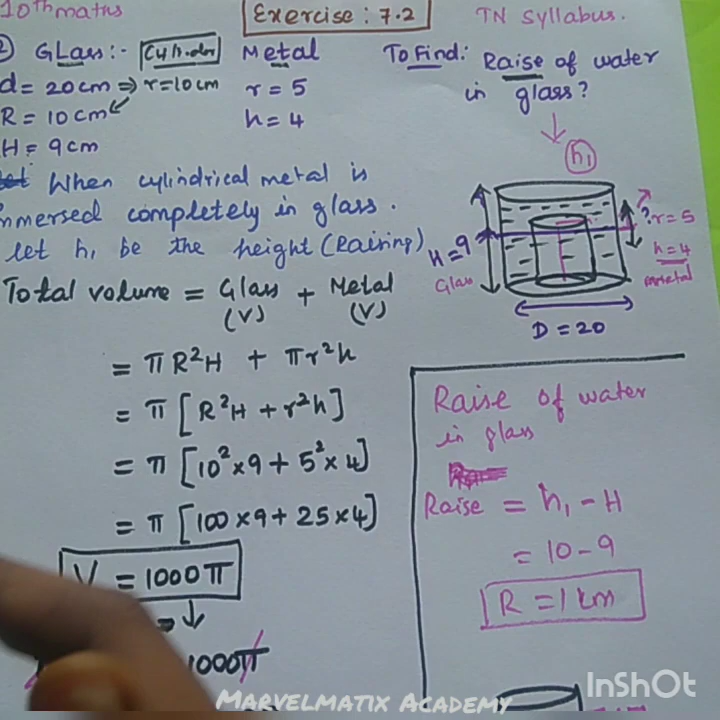 10th maths
Exercise : 7.2
TN Syllabus.
2) GLass:- Cylinder
d = 20cm ⇒ r=10cm
R = 10cm
H = 9cm
Metal
r = 5
h = 4
To Find: Raise of water
in glass?
h₁
When cylindrical metal is
immersed completely in glass.
let h₁ be the height (Raising)
H=9
Glass
? r=5
h=4
metal
D = 20
Total volume = Glass + Metal
(V) (V)
= πR²H + πr²h
= π[R²H + r²h]
= π[10²×9 + 5²×4]
= π[100×9 + 25×4]
V = 1000π
↓
1000π
Raise of water
in glass
Raise = h₁ - H
= 10 - 9
R = 1cm
MARVELMATIX ACADEMY
InShOt